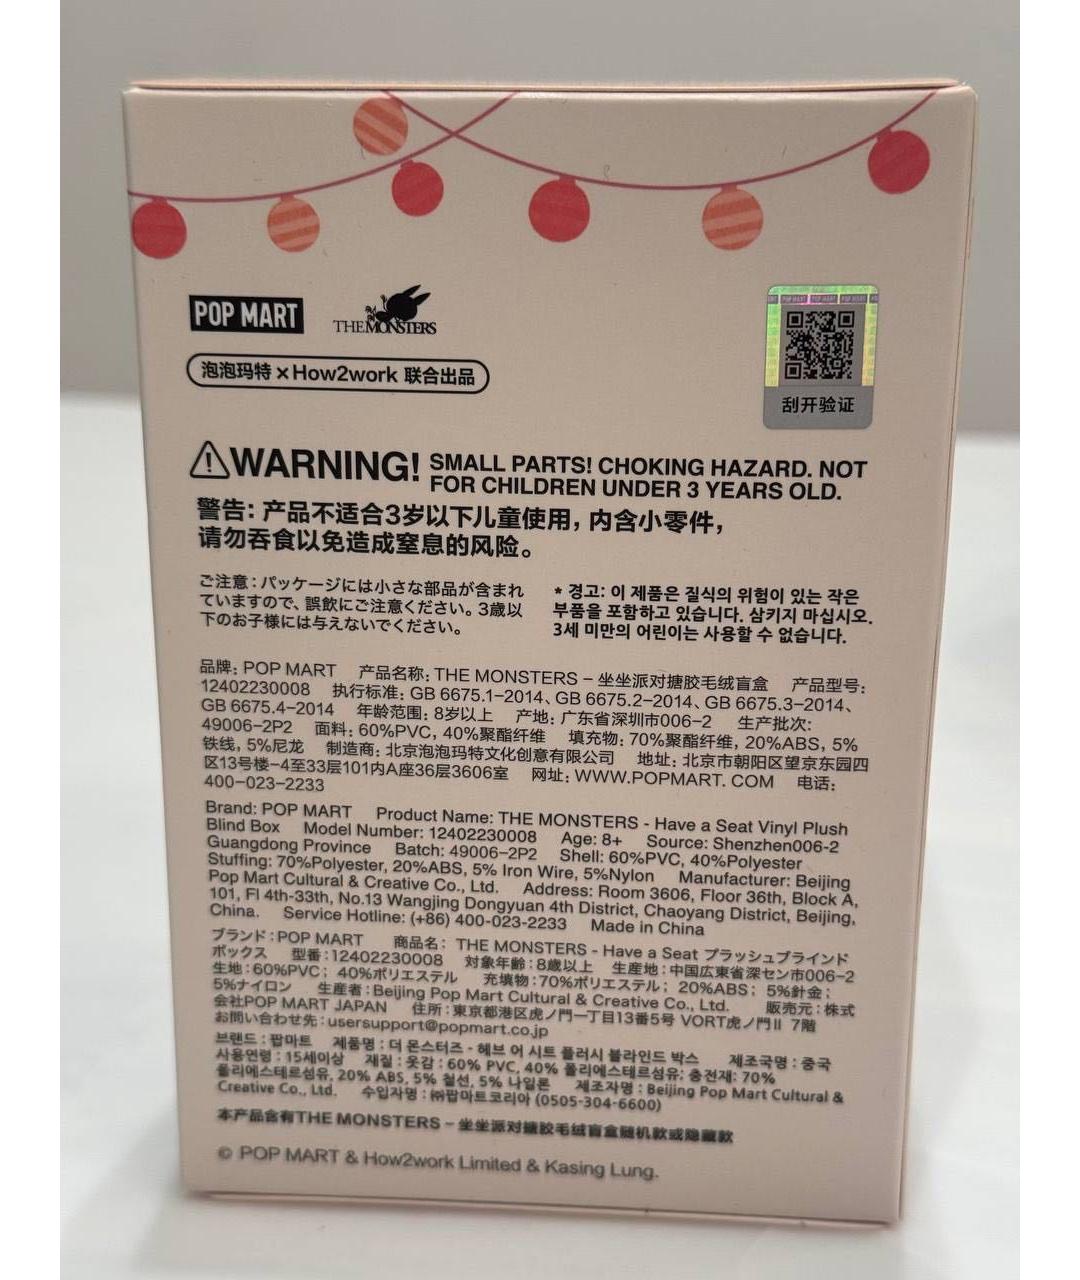 POP MART
THE MONSTERS
泡泡玛特×How2work 联合出品
刮开验证
WARNING! SMALL PARTS! CHOKING HAZARD. NOT
FOR CHILDREN UNDER 3 YEARS OLD.
警告: 产品不适合3岁以下儿童使用, 内含小零件,
请勿吞食以免造成窒息的风险。
ご注意:パッケージには小さな部品が含まれ
ていますので、誤飲にご注意ください。3歳以
下のお子様には与えないでください。
* 경고: 이 제품은 질식의 위험이 있는 작은
부품을 포함하고 있습니다. 삼키지 마십시오.
3세 미만의 어린이는 사용할 수 없습니다.
品牌: POP MART 产品名称: THE MONSTERS – 坐坐派对搪胶毛绒盲盒 产品型号:
12402230008 执行标准: GB 6675.1-2014、GB 6675.2-2014、GB 6675.3-2014、
GB 6675.4-2014 年龄范围: 8岁以上 产地: 广东省深圳市006-2 生产批次:
49006-2P2 面料: 60%PVC, 40%聚酯纤维 填充物: 70%聚酯纤维, 20%ABS, 5%
铁线, 5%尼龙 制造商: 北京泡泡玛特文化创意有限公司 地址: 北京市朝阳区望京东园四
区13号楼-4至33层101内A座36层3606室 网址: WWW.POPMART. COM 电话:
400-023-2233
Brand: POP MART Product Name: THE MONSTERS - Have a Seat Vinyl Plush
Blind Box Model Number: 12402230008 Age: 8+ Source: Shenzhen006-2
Guangdong Province Batch: 49006-2P2 Shell: 60%PVC, 40%Polyester
Stuffing: 70%Polyester, 20%ABS, 5% Iron Wire, 5%Nylon Manufacturer: Beijing
Pop Mart Cultural & Creative Co., Ltd. Address: Room 3606, Floor 36th, Block A,
101, Fl 4th-33th, No.13 Wangjing Dongyuan 4th District, Chaoyang District, Beijing,
China. Service Hotline: (+86) 400-023-2233 Made in China
ブランド:POP MART 商品名: THE MONSTERS - Have a Seat プラッシュブラインド
ボックス 型番:12402230008 対象年齢:8歳以上 生産地:中国広東省深セン市006-2
生地:60%PVC; 40%ポリエステル 充填物:70%ポリエステル; 20%ABS; 5%針金;
5%ナイロン 生産者:Beijing Pop Mart Cultural & Creative Co., Ltd. 販売元:株式
会社POP MART JAPAN 住所:東京都港区虎ノ門一丁目13番5号 VORT虎ノ門II 7階
お問い合わせ先:usersupport@popmart.co.jp
브랜드 : 팝마트 제품명 : 더 몬스터즈 - 헤브 어 시트 플러시 블라인드 박스 제조국명 : 중국
사용연령 : 15세이상 재질 : 옷감 : 60% PVC, 40% 폴리에스테르섬유; 충전재: 70%
폴리에스테르섬유, 20% ABS, 5% 철선, 5% 나일론 제조자명 : Beijing Pop Mart Cultural &
Creative Co., Ltd. 수입자명 : ㈜팝마트코리아 (0505-304-6600)
本产品含有THE MONSTERS – 坐坐派对搪胶毛绒盲盒随机款或隐藏款
© POP MART & How2work Limited & Kasing Lung.